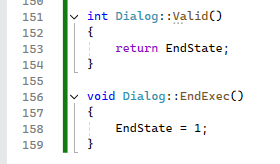 150
151 int Dialog::Valid()
152 {
153 return EndState;
154 }
155
156 void Dialog::EndExec()
157 {
158 EndState = 1;
159 }